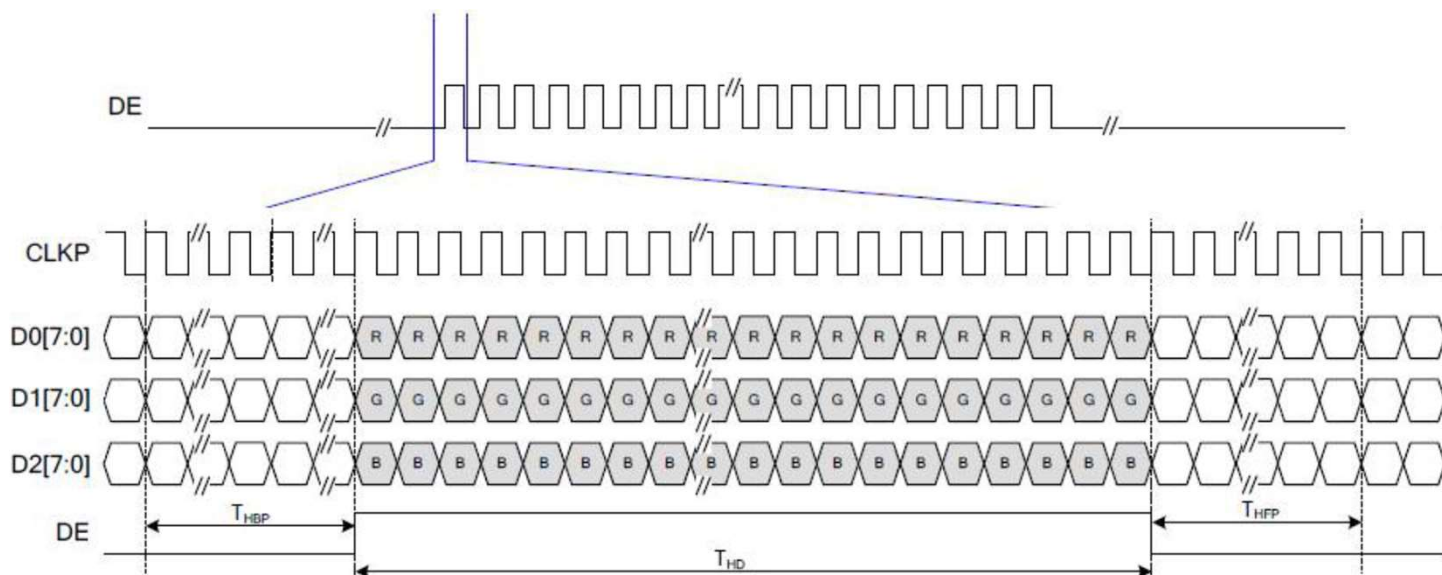 DE
CLKP
D0[7:0] R R R R R R R R R R R R R R R R R R R
D1[7:0] G G G G G G G G G G G G G G G G G G G
D2[7:0] B B B B B B B B B B B B B B B B B B B
THBP THFP
DE
THD